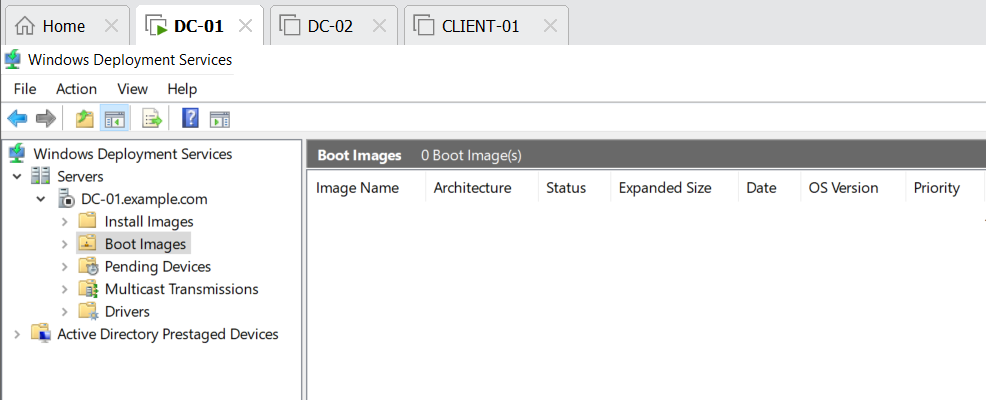 Home DC-01 DC-02 CLIENT-01
Windows Deployment Services
File Action View Help
Windows Deployment Services
Servers
DC-01.example.com
Install Images
Boot Images
Pending Devices
Multicast Transmissions
Drivers
Active Directory Prestaged Devices
Boot Images 0 Boot Image(s)
Image Name Architecture Status Expanded Size Date OS Version Priority